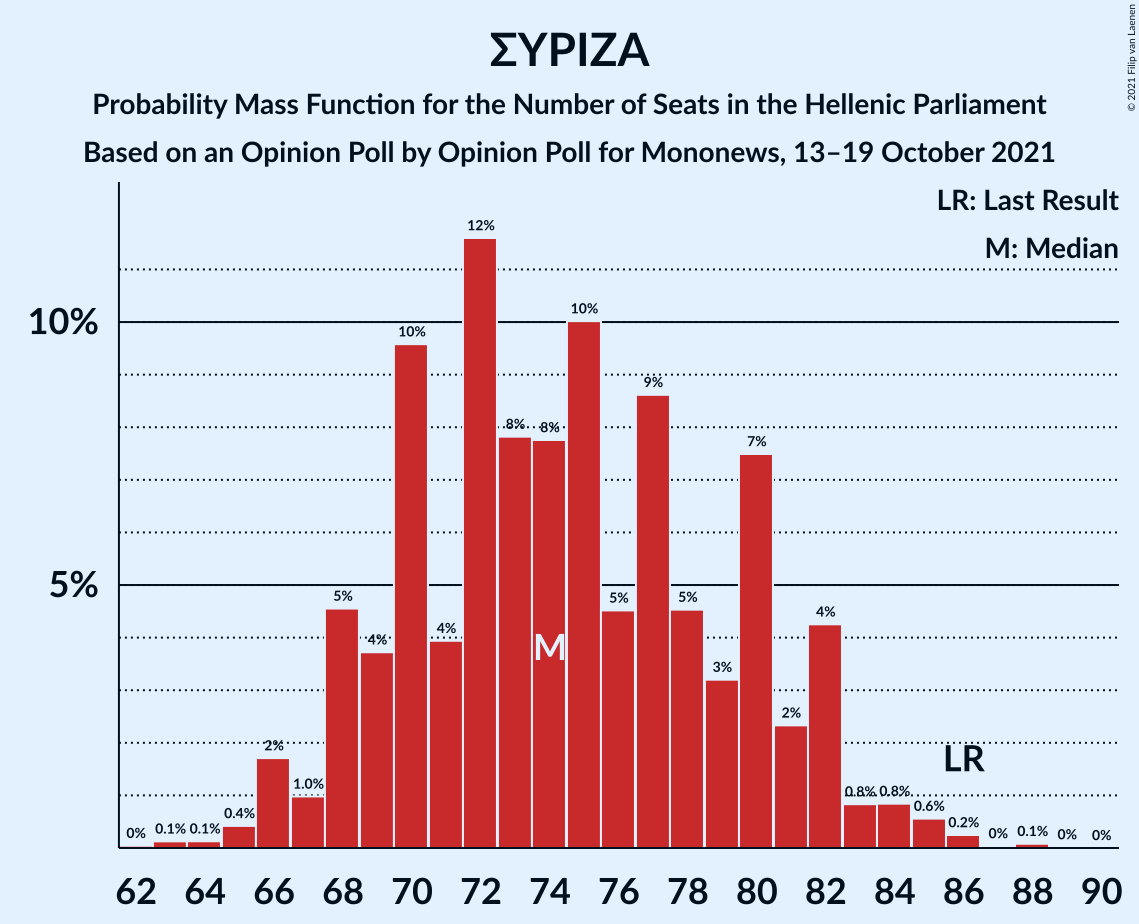 © 2021 Filip van Laenen
ΣΥΡΙΖΑ
Probability Mass Function for the Number of Seats in the Hellenic Parliament
Based on an Opinion Poll by Opinion Poll for Mononews, 13–19 October 2021
LR: Last Result
M: Median
10%
5%
0% 0.1% 0.1% 0.4% 2% 1.0% 5% 4% 10% 4% 12% 8% 8% 10% 5% 9% 5% 3% 7% 2% 4% 0.8% 0.8% 0.6% 0.2% 0% 0.1% 0% 0%
M
LR
62 64 66 68 70 72 74 76 78 80 82 84 86 88 90